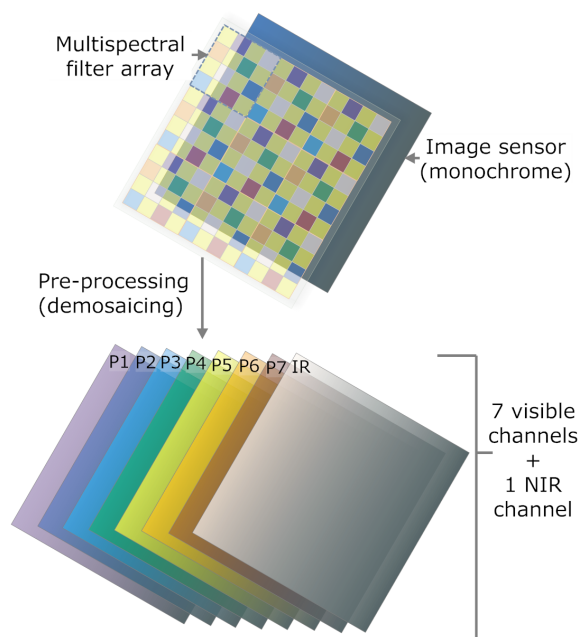 Multispectral
filter array
Image sensor
(monochrome)
Pre-processing
(demosaicing)
P1 P2 P3 P4 P5 P6 P7 IR
7 visible
channels
+
1 NIR
channel